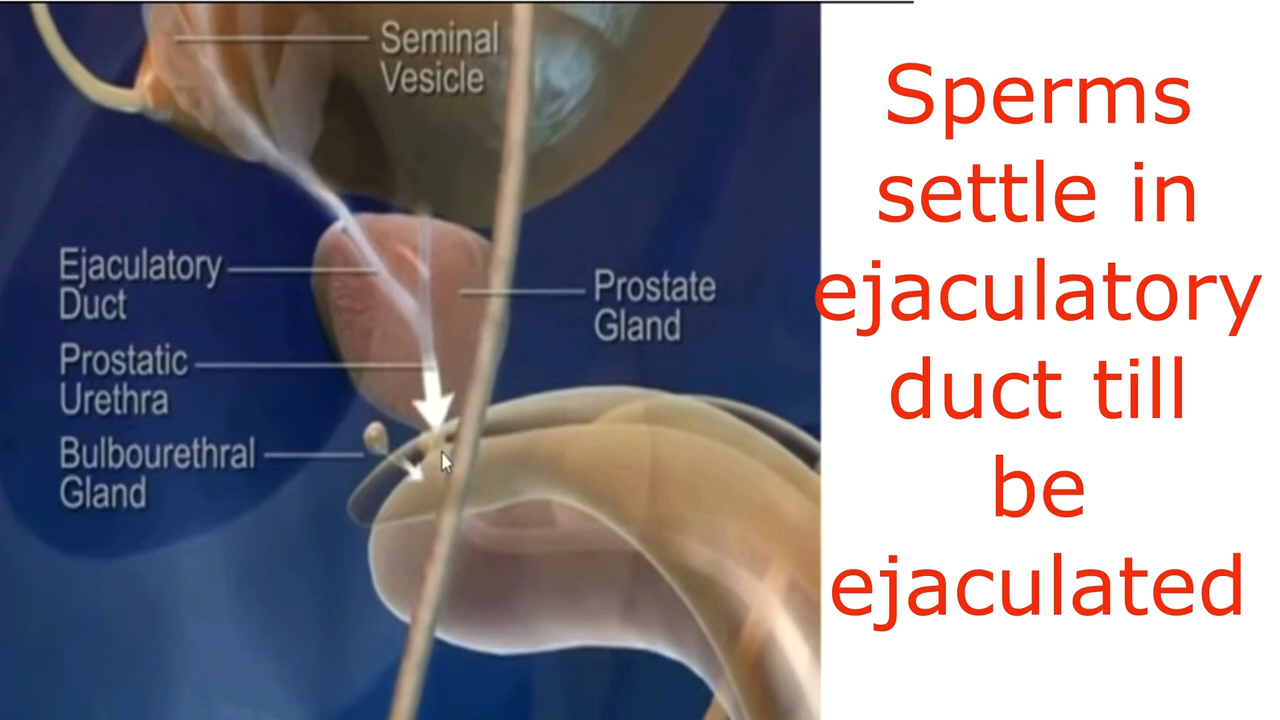 Seminal
Vesicle
Ejaculatory
Duct
Prostate
Gland
Prostatic
Urethra
Bulbourethral
Gland
Sperms
settle in
ejaculatory
duct till
be
ejaculated